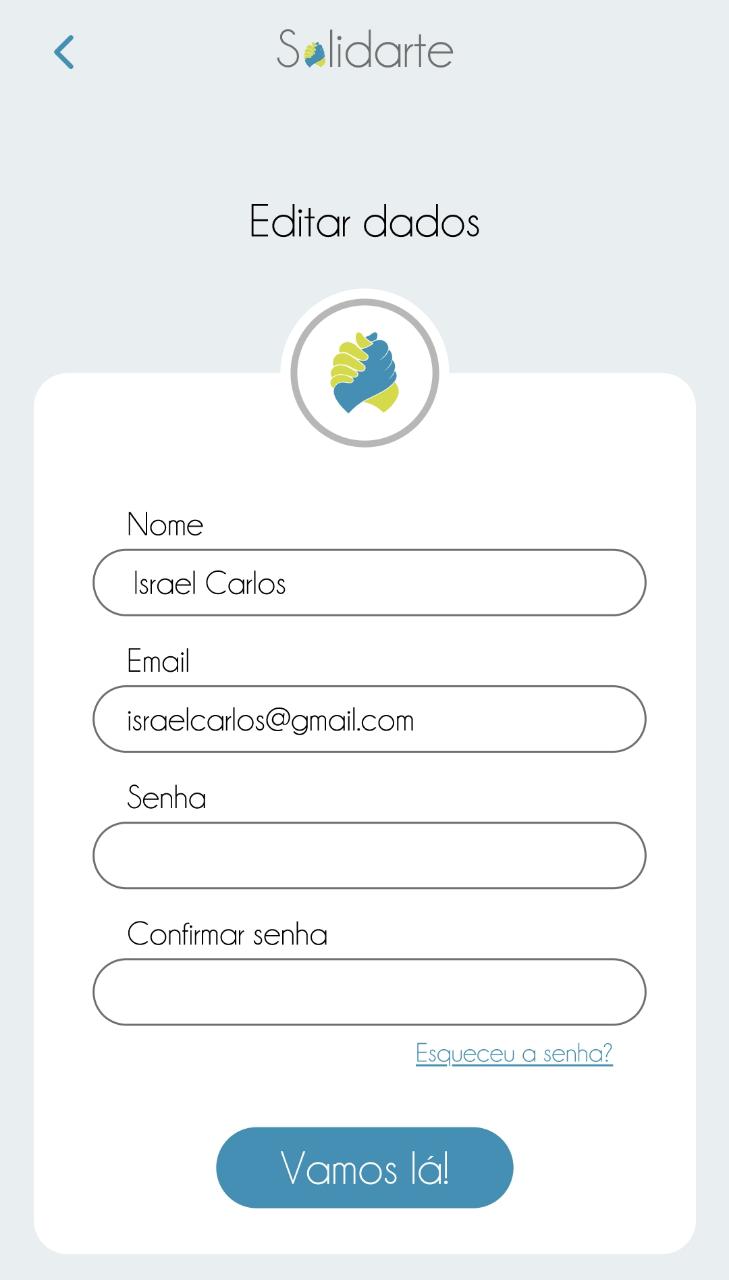 Solidarte
Editar dados
Nome
Israel Carlos
Email
israelcarlos@gmail.com
Senha
Confirmar senha
Esqueceu a senha?
Vamos lá!